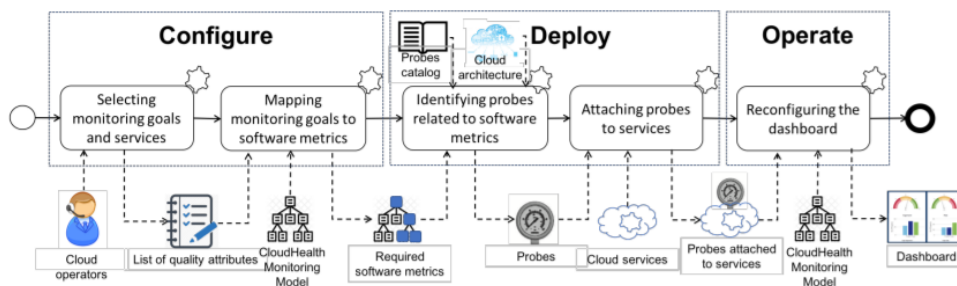 Configure
Deploy
Operate
Probes
catalog
Cloud
architecture
Selecting
monitoring goals
and services
Mapping
monitoring goals to
software metrics
Identifying probes
related to software
metrics
Attaching probes
to services
Reconfiguring the
dashboard
Cloud
operators
List of quality attributes
CloudHealth
Monitoring
Model
Required
software metrics
Probes
Cloud services
Probes attached
to services
CloudHealth
Monitoring
Model
Dashboard